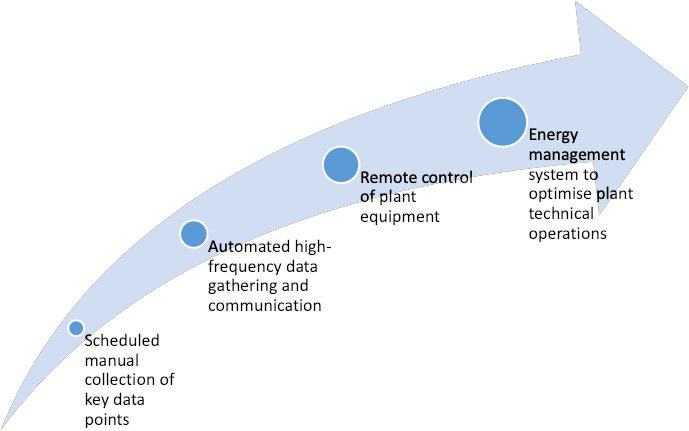 Scheduled
manual
collection of
key data
points
Automated high-
frequency data
gathering and
communication
Remote control
of plant
equipment
Energy
management
system to
optimise plant
technical
operations